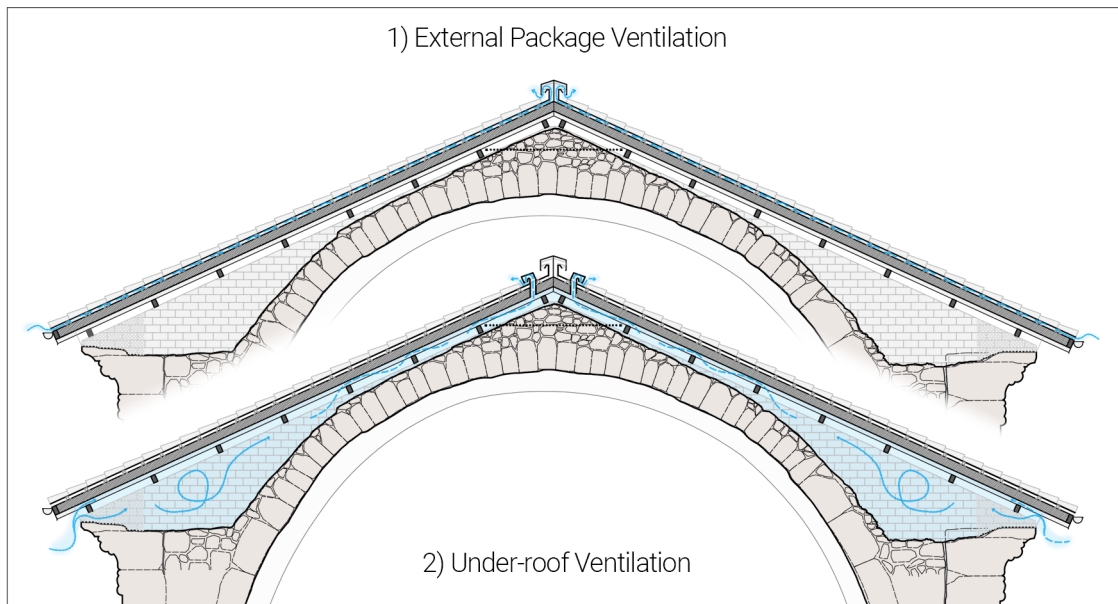 1) External Package Ventilation
2) Under-roof Ventilation